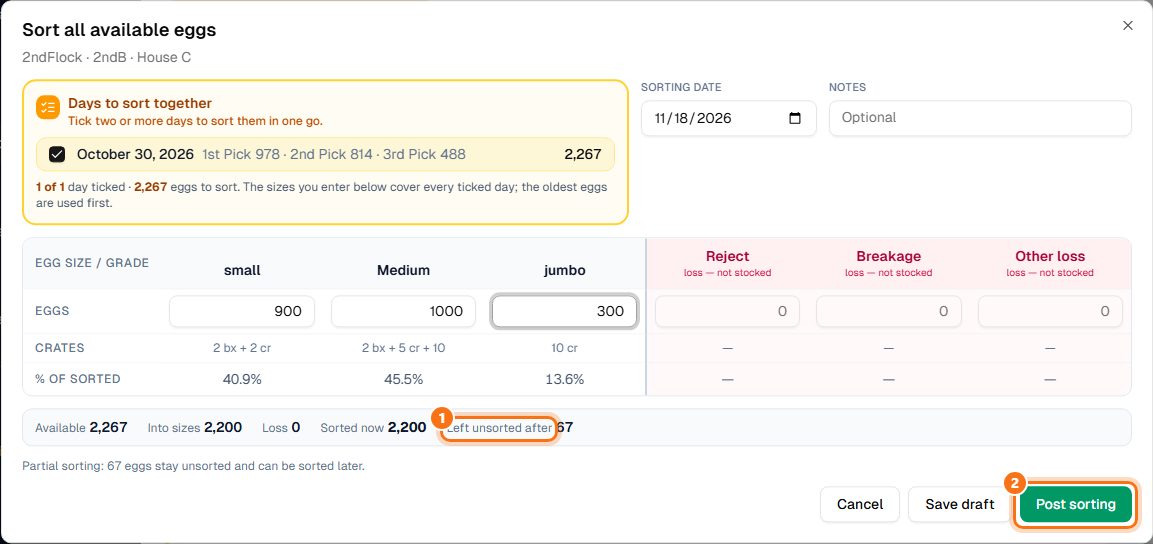 Sort all available eggs
2ndFlock · 2ndB · House C
Days to sort together
Tick two or more days to sort them in one go.
October 30, 2026 1st Pick 978 · 2nd Pick 814 · 3rd Pick 488 2,267
1 of 1 day ticked · 2,267 eggs to sort. The sizes you enter below cover every ticked day; the oldest eggs
are used first.
SORTING DATE
11/18/2026
NOTES
Optional
EGG SIZE / GRADE small Medium jumbo Reject Breakage Other loss
loss — not stocked loss — not stocked loss — not stocked
EGGS 900 1000 300 0 0 0
CRATES 2 bx + 2 cr 2 bx + 5 cr + 10 10 cr — — —
% OF SORTED 40.9% 45.5% 13.6% — — —
1
Available 2,267 Into sizes 2,200 Loss 0 Sorted now 2,200 Left unsorted after 67
Partial sorting: 67 eggs stay unsorted and can be sorted later.
2
Cancel Save draft Post sorting